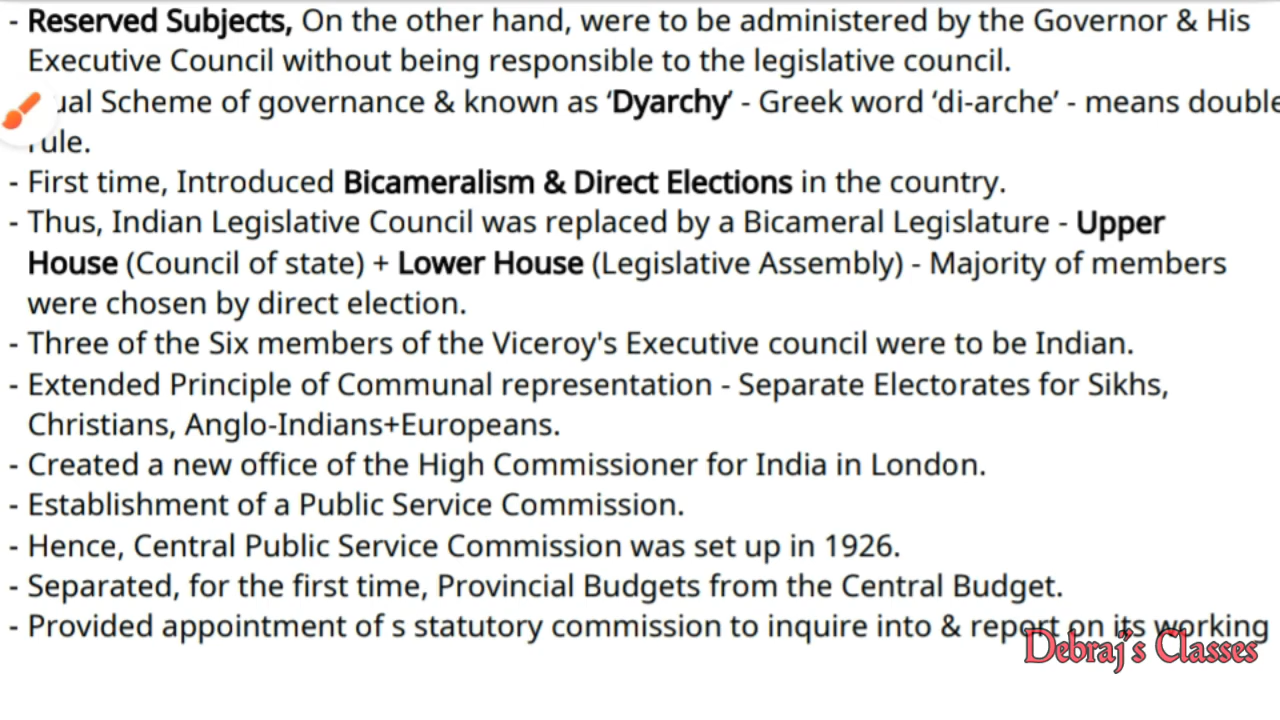 - Reserved Subjects, On the other hand, were to be administered by the Governor & His
Executive Council without being responsible to the legislative council.
ual Scheme of governance & known as ‘Dyarchy’ - Greek word ‘di-arche’ - means double
rule.
- First time, Introduced Bicameralism & Direct Elections in the country.
- Thus, Indian Legislative Council was replaced by a Bicameral Legislature - Upper
House (Council of state) + Lower House (Legislative Assembly) - Majority of members
were chosen by direct election.
- Three of the Six members of the Viceroy's Executive council were to be Indian.
- Extended Principle of Communal representation - Separate Electorates for Sikhs,
Christians, Anglo-Indians+Europeans.
- Created a new office of the High Commissioner for India in London.
- Establishment of a Public Service Commission.
- Hence, Central Public Service Commission was set up in 1926.
- Separated, for the first time, Provincial Budgets from the Central Budget.
- Provided appointment of s statutory commission to inquire into & report on its working
Debraj's Classes